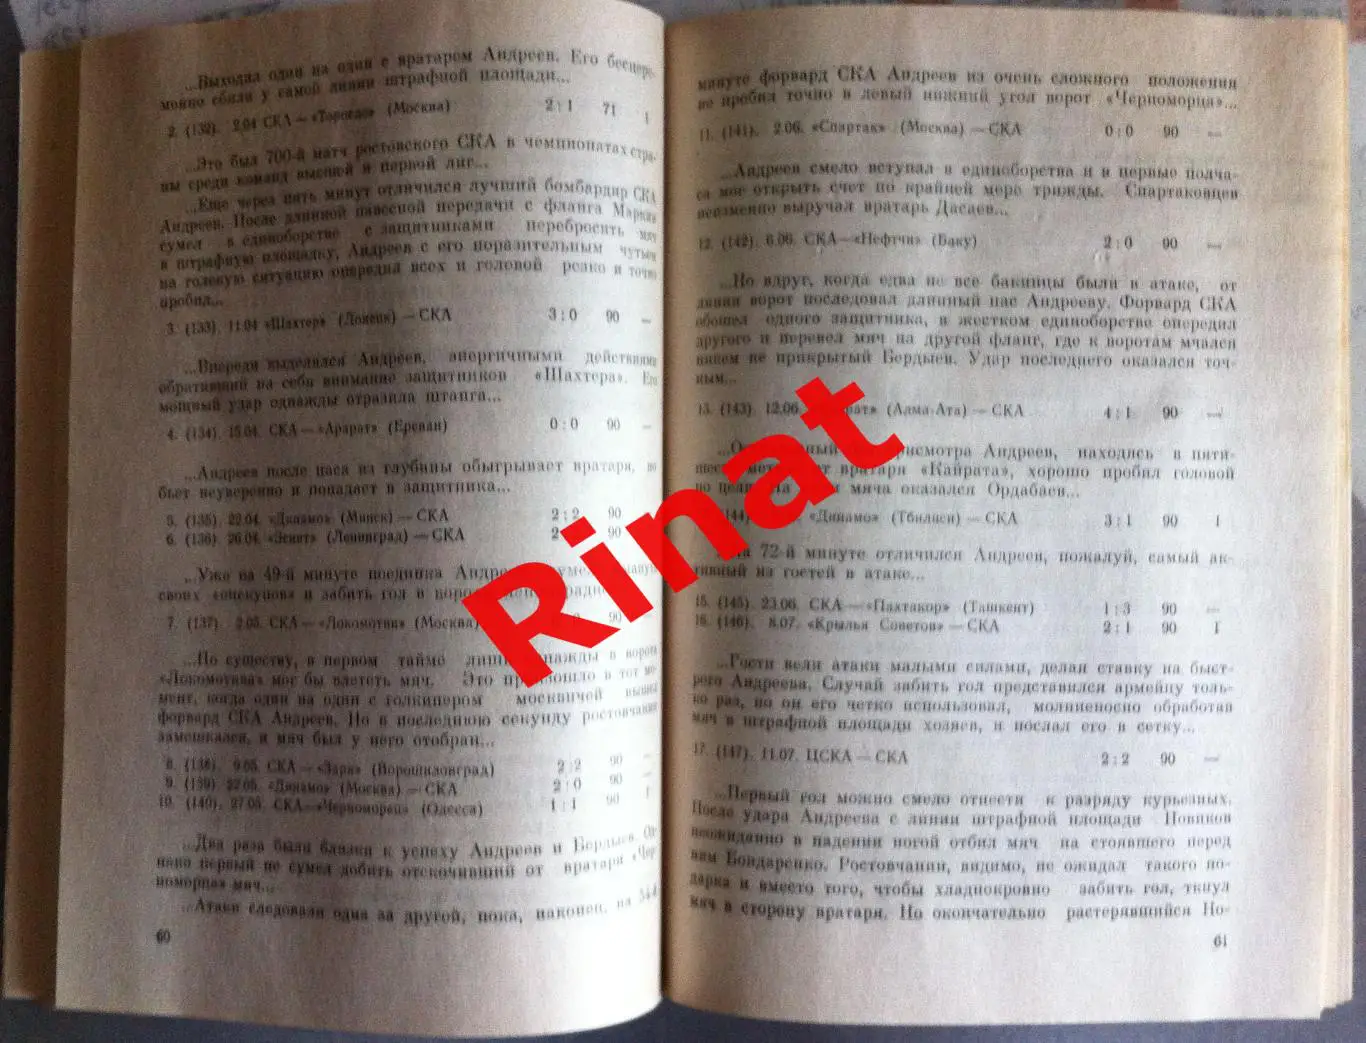 ...Выходил один на один с вратарем Андреев. Его бесцере-
монно сбили у самой линии штрафной площади...
2. (132). 2.04 СКА — «Торпедо» (Москва) 2 : 1 71 1
...Это был 700-й матч ростовского СКА в чемпионатах стра-
ны среди команд высшей и первой лиг...
...Еще через пять минут отличился лучший бомбардир СКА
Андреев. После длинной навесной передачи с фланга Маркин
сумел в единоборстве с защитниками перебросить мяч
в штрафную площадку, Андреев с его поразительным чутьем
на голевую ситуацию опередил всех и головой резко и точно
пробил...
3. (133). 11.04 «Шахтер» (Донецк) — СКА 3 : 0 90 —
...Впереди выделялся Андреев, энергичными действиями
обративший на себя внимание защитников «Шахтера». Его
мощный удар однажды отразила штанга...
4. (134). 15.04. СКА — «Арарат» (Ереван) 0 : 0 90 —
...Андреев после паса из глубины обыгрывает вратаря, но
бьет неуверенно и попадает в защитника...
5. (135). 22.04. «Динамо» (Минск) — СКА 2 : 2 90
6. (136). 26.04. «Зенит» (Ленинград) — СКА 2 90
...Уже на 49-й минуте поединка
своих «опекунов» и забить гол в
7. (137). 2.05. СКА — «Локомотив» (Москва) 90
...По существу, в первом тайме лишь однажды в ворота
«Локомотива» мог бы влететь мяч. Это произошло в тот мо-
мент, когда один на один с голкипером москвичей вышел
форвард СКА Андреев. Но в последнюю секунду ростовчанин
замешкался, и мяч был у него отобран...
8. (138). 9.05. СКА — «Заря» (Ворошиловград) 2 : 2 90 —
9. (139). 22.05. «Динамо» (Москва) — СКА 2 : 0 90
10. (140). 27.05. СКА — «Черноморец» (Одесса) 1 : 1 90 1
...Два раза были близки к успеху Андреев и Бердыев. Од-
нако первый не сумел добить отскочивший от вратаря «Чер-
номорца» мяч...
...Атаки следовали одна за другой, пока, наконец, на 54-й
60
минуте форвард СКА Андреев из очень сложного положения
не пробил точно в левый нижний угол ворот «Черноморца»...
11. (141). 2.06. «Спартак» (Москва) — СКА 0 : 0 90 —
...Андреев смело вступал в единоборства и в первые полча-
са мог открыть счет по крайней мере трижды. Спартаковцев
неизменно выручал вратарь Дасаев...
12. (142). 6.06. СКА — «Нефтчи» (Баку) 2 : 0 90 —
...Но вдруг, когда едва не все бакинцы были в атаке, от
линии ворот последовал длинный пас Андрееву. Форвард СКА
обошел одного защитника, в жестком единоборстве опередил
другого и перевел мяч на другой фланг, где к воротам мчался
никем не прикрытый Бердыев. Удар последнего оказался точ-
ным...
13. (143). 12.06. (Алма-Ата) — СКА 4 : 1 90 —
Андреев, находясь в пяти-
вратаря «Кайрата», хорошо пробил головой
мяча оказался Ордабаев...
«Динамо» (Тбилиси) — СКА 3 : 1 90 1
72-й минуте отличился Андреев, пожалуй, самый ак-
тивный из гостей в атаке...
15. (145). 23.06. СКА — «Пахтакор» (Ташкент) 1 : 3 90 —
16. (146). 8.07. «Крылья Советов» — СКА 2 : 1 90 1
...Гости вели атаки малыми силами, делая ставку на быст-
рого Андреева. Случай забить гол представился армейцу толь-
ко раз, но он его четко использовал, молниеносно обработав
мяч в штрафной площади хозяев, и послал его в сетку...
17. (147). 11.07. ЦСКА — СКА 2 : 2 90 —
...Первый гол можно смело отнести к разряду курьезных.
После удара Андреева с линии штрафной площади Новиков
неожиданно в падении ногой отбил мяч на стоявшего перед
ним Бондаренко. Ростовчанин, видимо, не ожидал такого по-
дарка и вместо того, чтобы хладнокровно забить гол, ткнул
мяч в сторону вратаря. Но окончательно растерявшийся Но-
61
Rinat